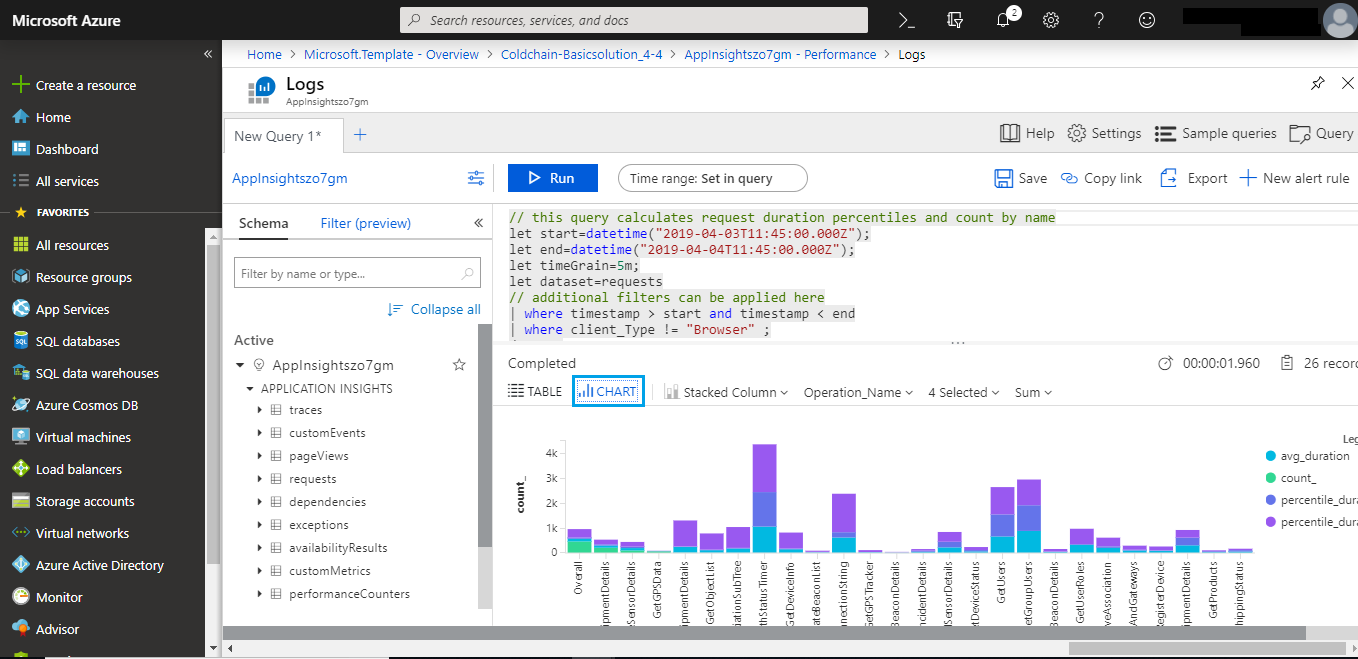 Microsoft Azure
Search resources, services, and docs
2
Home > Microsoft.Template - Overview > Coldchain-Basicsolution_4-4 > AppInsightszo7gm - Performance > Logs
Create a resource
Home
Dashboard
All services
FAVORITES
All resources
Resource groups
App Services
SQL databases
SQL data warehouses
Azure Cosmos DB
Virtual machines
Load balancers
Storage accounts
Virtual networks
Azure Active Directory
Monitor
Advisor
Logs
AppInsightszo7gm
New Query 1*
Help
Settings
Sample queries
Query
AppInsightszo7gm
Run
Time range: Set in query
Save
Copy link
Export
New alert rule
Schema
Filter (preview)
Filter by name or type...
Collapse all
Active
AppInsightszo7gm
APPLICATION INSIGHTS
traces
customEvents
pageViews
requests
dependencies
exceptions
availabilityResults
customMetrics
performanceCounters
// this query calculates request duration percentiles and count by name
let start=datetime("2019-04-03T11:45:00.000Z");
let end=datetime("2019-04-04T11:45:00.000Z");
let timeGrain=5m;
let dataset=requests
// additional filters can be applied here
| where timestamp > start and timestamp < end
| where client_Type != "Browser" ;
Completed
00:00:01.960
26 recor
TABLE
CHART
Stacked Column
Operation_Name
4 Selected
Sum
count_
4k
3k
2k
1k
0
Overall
ipmentDetails
eSensorDetails
GetGPSData
ipmentDetails
GetObjectList
iationSubTree
thStatusTimer
GetDeviceInfo
ateBeaconList
nnectionString
GetGPSTracker
BeaconDetails
ncidentDetails
dSensorDetails
etDeviceStatus
GetUsers
GetGroupUsers
BeaconDetails
GetUserRoles
veAssociation
AndGateways
RegisterDevice
ipmentDetails
GetProducts
hippingStatus
Leg
avg_duration
count_
percentile_dura
percentile_dura